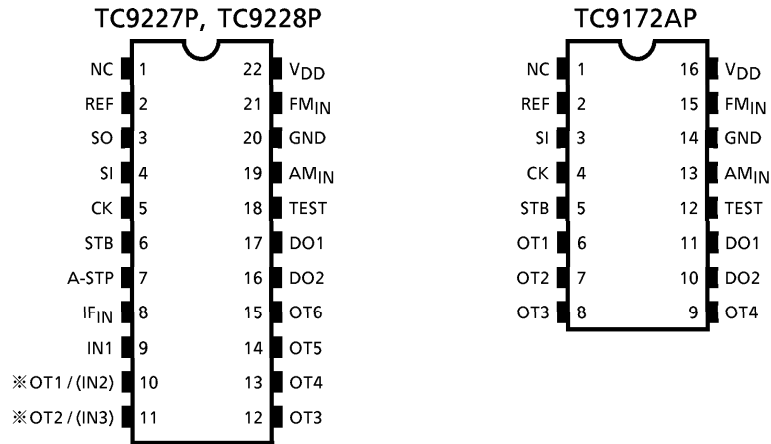 TC9227P, TC9228P TC9172AP
NC 1 22 VDD NC 1 16 VDD
REF 2 21 FMIN REF 2 15 FMIN
SO 3 20 GND SI 3 14 GND
SI 4 19 AMIN CK 4 13 AMIN
CK 5 18 TEST STB 5 12 TEST
STB 6 17 DO1 OT1 6 11 DO1
A-STP 7 16 DO2 OT2 7 10 DO2
IFIN 8 15 OT6 OT3 8 9 OT4
IN1 9 14 OT5
※OT1/(IN2) 10 13 OT4
※OT2/(IN3) 11 12 OT3